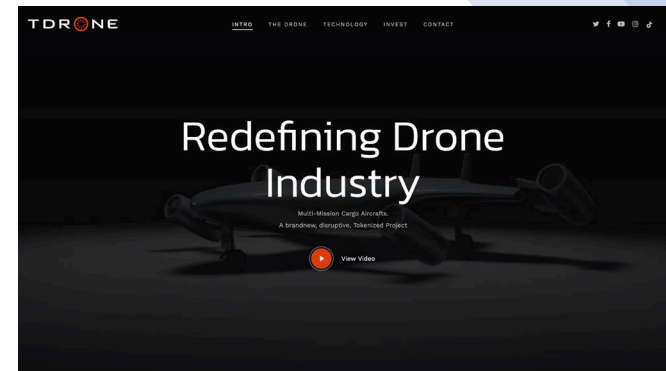 TDRONE
INTRO THE DRONE TECHNOLOGY INVEST CONTACT
Redefining Drone
Industry
Multi-Mission Cargo Aircrafts.
A brandnew, disruptive, Tokenized Project
View Video